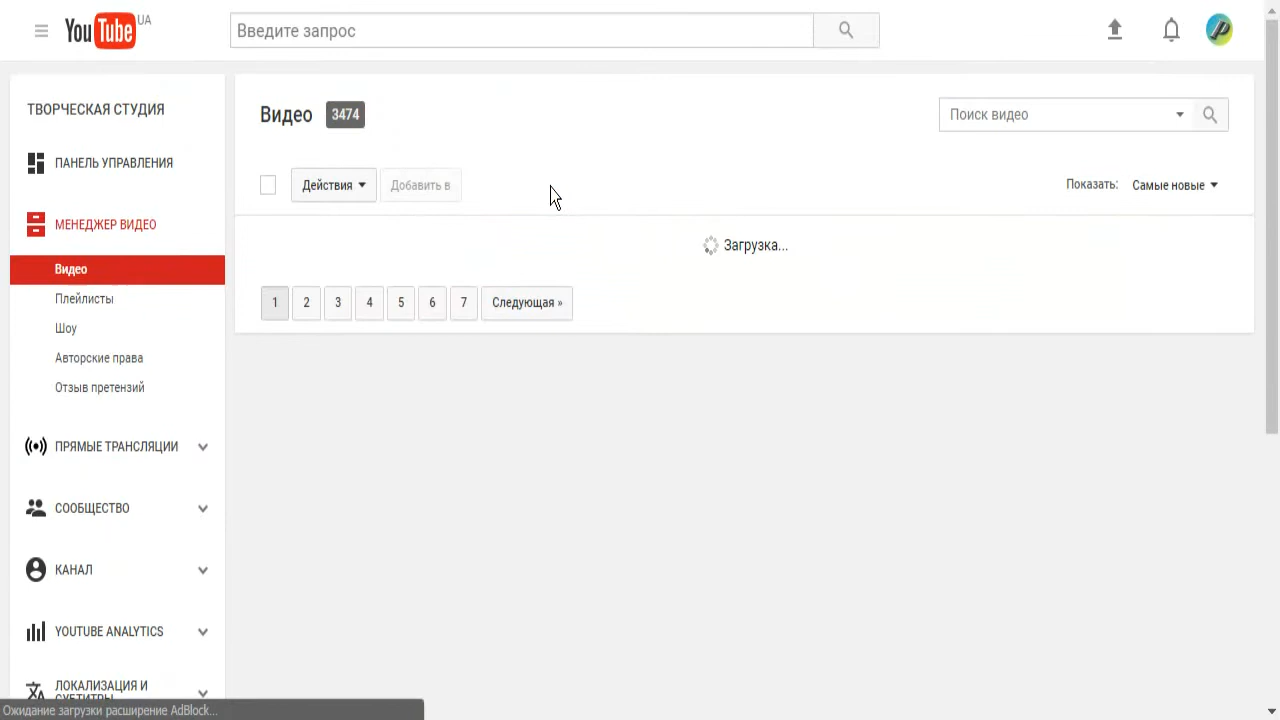 YouTube UA
Введите запрос
ТВОРЧЕСКАЯ СТУДИЯ
ПАНЕЛЬ УПРАВЛЕНИЯ
МЕНЕДЖЕР ВИДЕО
Видео
Плейлисты
Шоу
Авторские права
Отзыв претензий
ПРЯМЫЕ ТРАНСЛЯЦИИ
СООБЩЕСТВО
КАНАЛ
YOUTUBE ANALYTICS
ЛОКАЛИЗАЦИЯ И
СУБТИТРЫ
Видео 3474
Поиск видео
Действия Добавить в
Показать: Самые новые
Загрузка...
1 2 3 4 5 6 7 Следующая »
Ожидание загрузки расширение AdBlock...